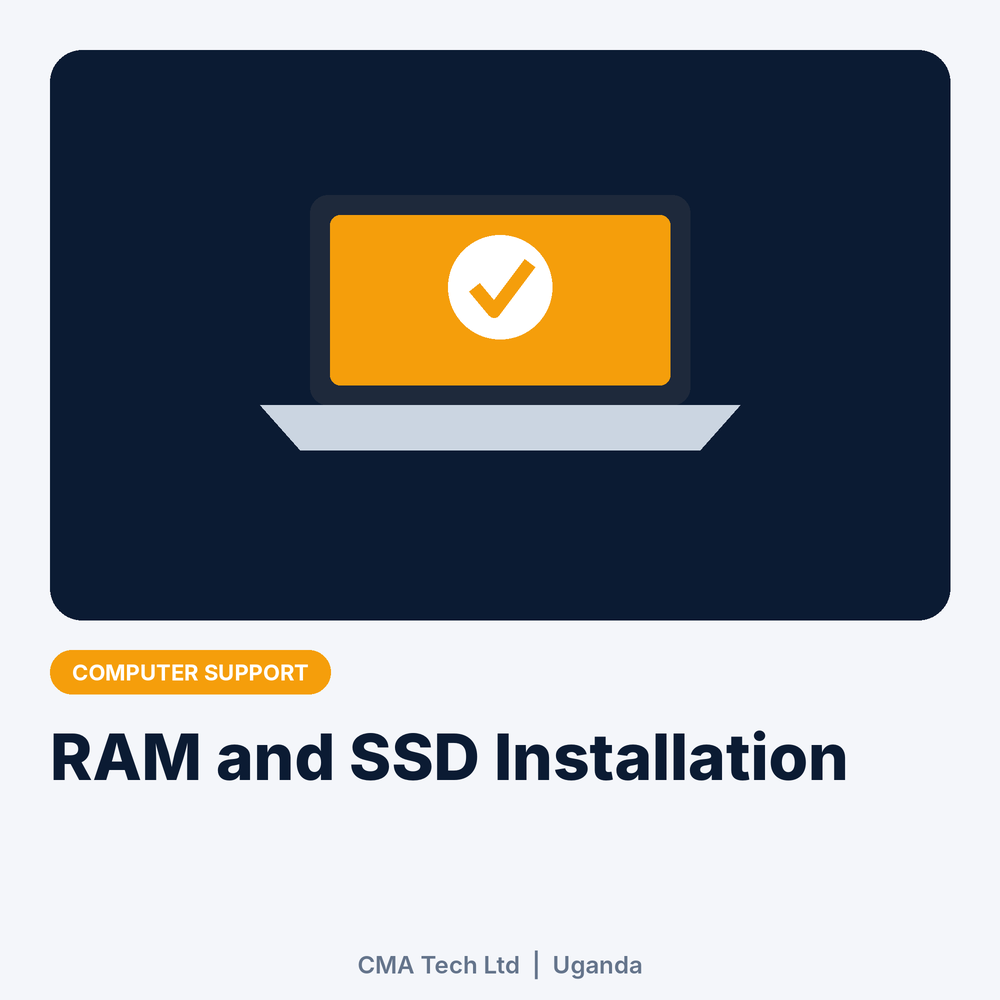 COMPUTER SUPPORT
RAM and SSD Installation
CMA Tech Ltd | Uganda